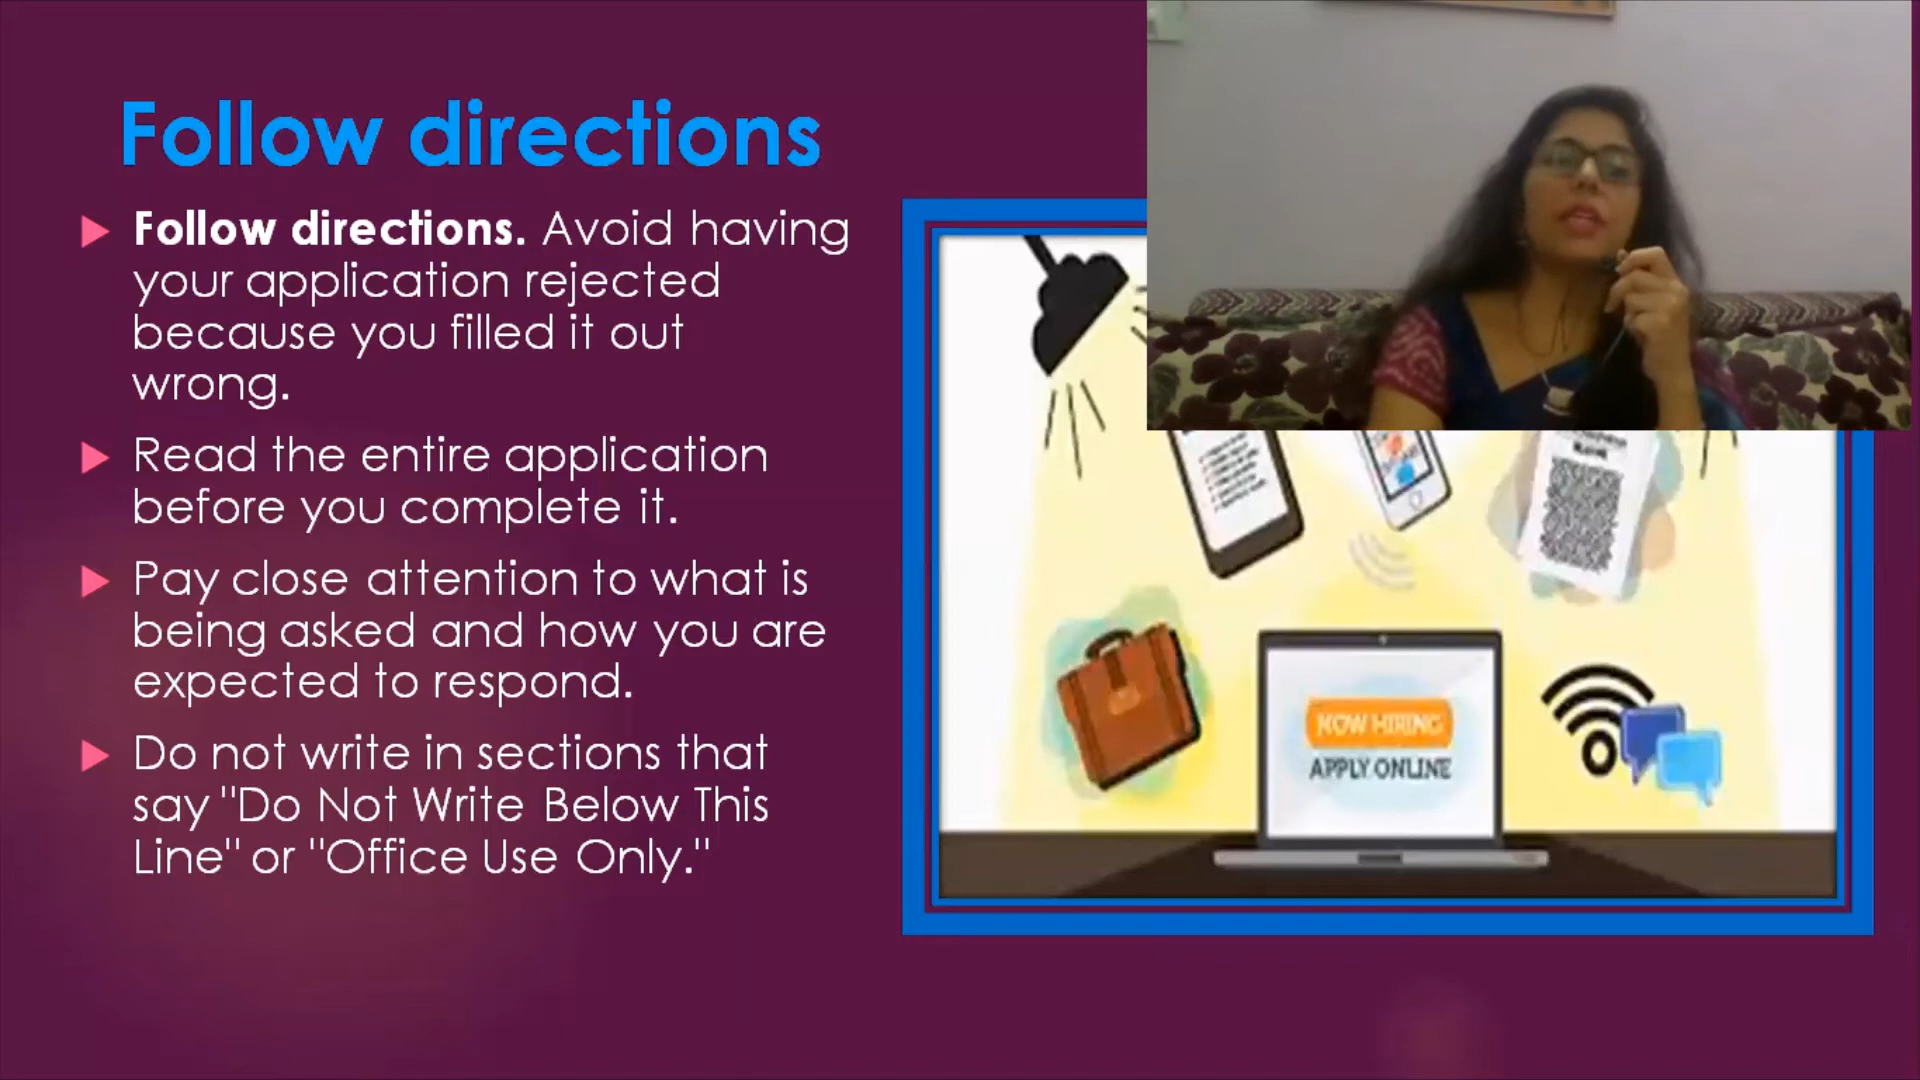 Follow directions
Follow directions. Avoid having
your application rejected
because you filled it out
wrong.
Read the entire application
before you complete it.
Pay close attention to what is
being asked and how you are
expected to respond.
Do not write in sections that
say "Do Not Write Below This
Line" or "Office Use Only."
NOW HIRING
APPLY ONLINE